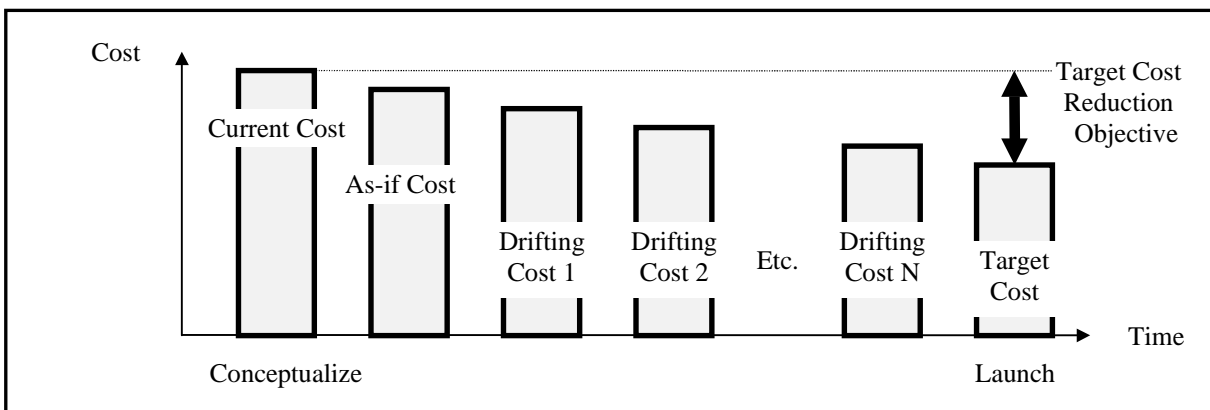 Cost
Target Cost
Reduction
Objective
Current Cost
As-if Cost
Drifting
Cost 1
Drifting
Cost 2
Etc.
Drifting
Cost N
Target
Cost
Time
Conceptualize
Launch